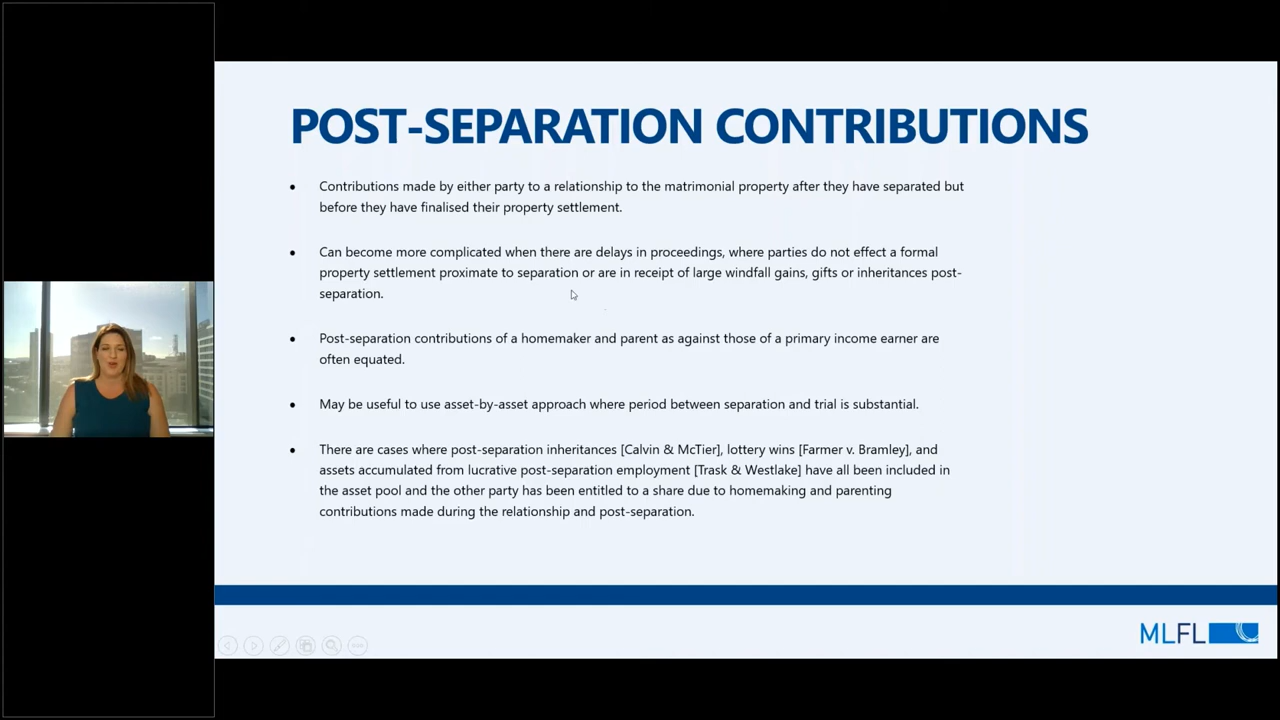 POST-SEPARATION CONTRIBUTIONS
• Contributions made by either party to a relationship to the matrimonial property after they have separated but
before they have finalised their property settlement.
• Can become more complicated when there are delays in proceedings, where parties do not effect a formal
property settlement proximate to separation or are in receipt of large windfall gains, gifts or inheritances post-
separation.
• Post-separation contributions of a homemaker and parent as against those of a primary income earner are
often equated.
• May be useful to use asset-by-asset approach where period between separation and trial is substantial.
• There are cases where post-separation inheritances [Calvin & McTier], lottery wins [Farmer v. Bramley], and
assets accumulated from lucrative post-separation employment [Trask & Westlake] have all been included in
the asset pool and the other party has been entitled to a share due to homemaking and parenting
contributions made during the relationship and post-separation.
MLFL